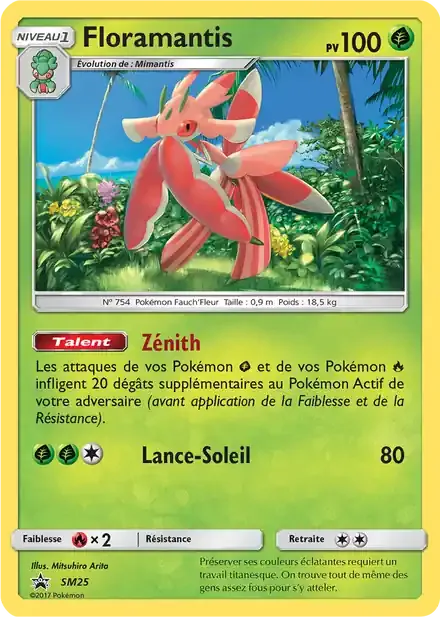 NIVEAU 1
Floramantis
PV 100
Évolution de : Mimantis
N° 754 Pokémon Fauch'Fleur Taille : 0,9 m Poids : 18,5 kg
Talent Zénith
Les attaques de vos Pokémon et de vos Pokémon
infligent 20 dégâts supplémentaires au Pokémon Actif de
votre adversaire (avant application de la Faiblesse et de la
Résistance).
Lance-Soleil 80
Faiblesse × 2 Résistance Retraite
Illus. Mitsuhiro Arita
SM25
©2017 Pokémon
Préserver ses couleurs éclatantes requiert un
travail titanesque. On trouve tout de même des
gens assez fous pour s'y atteler.